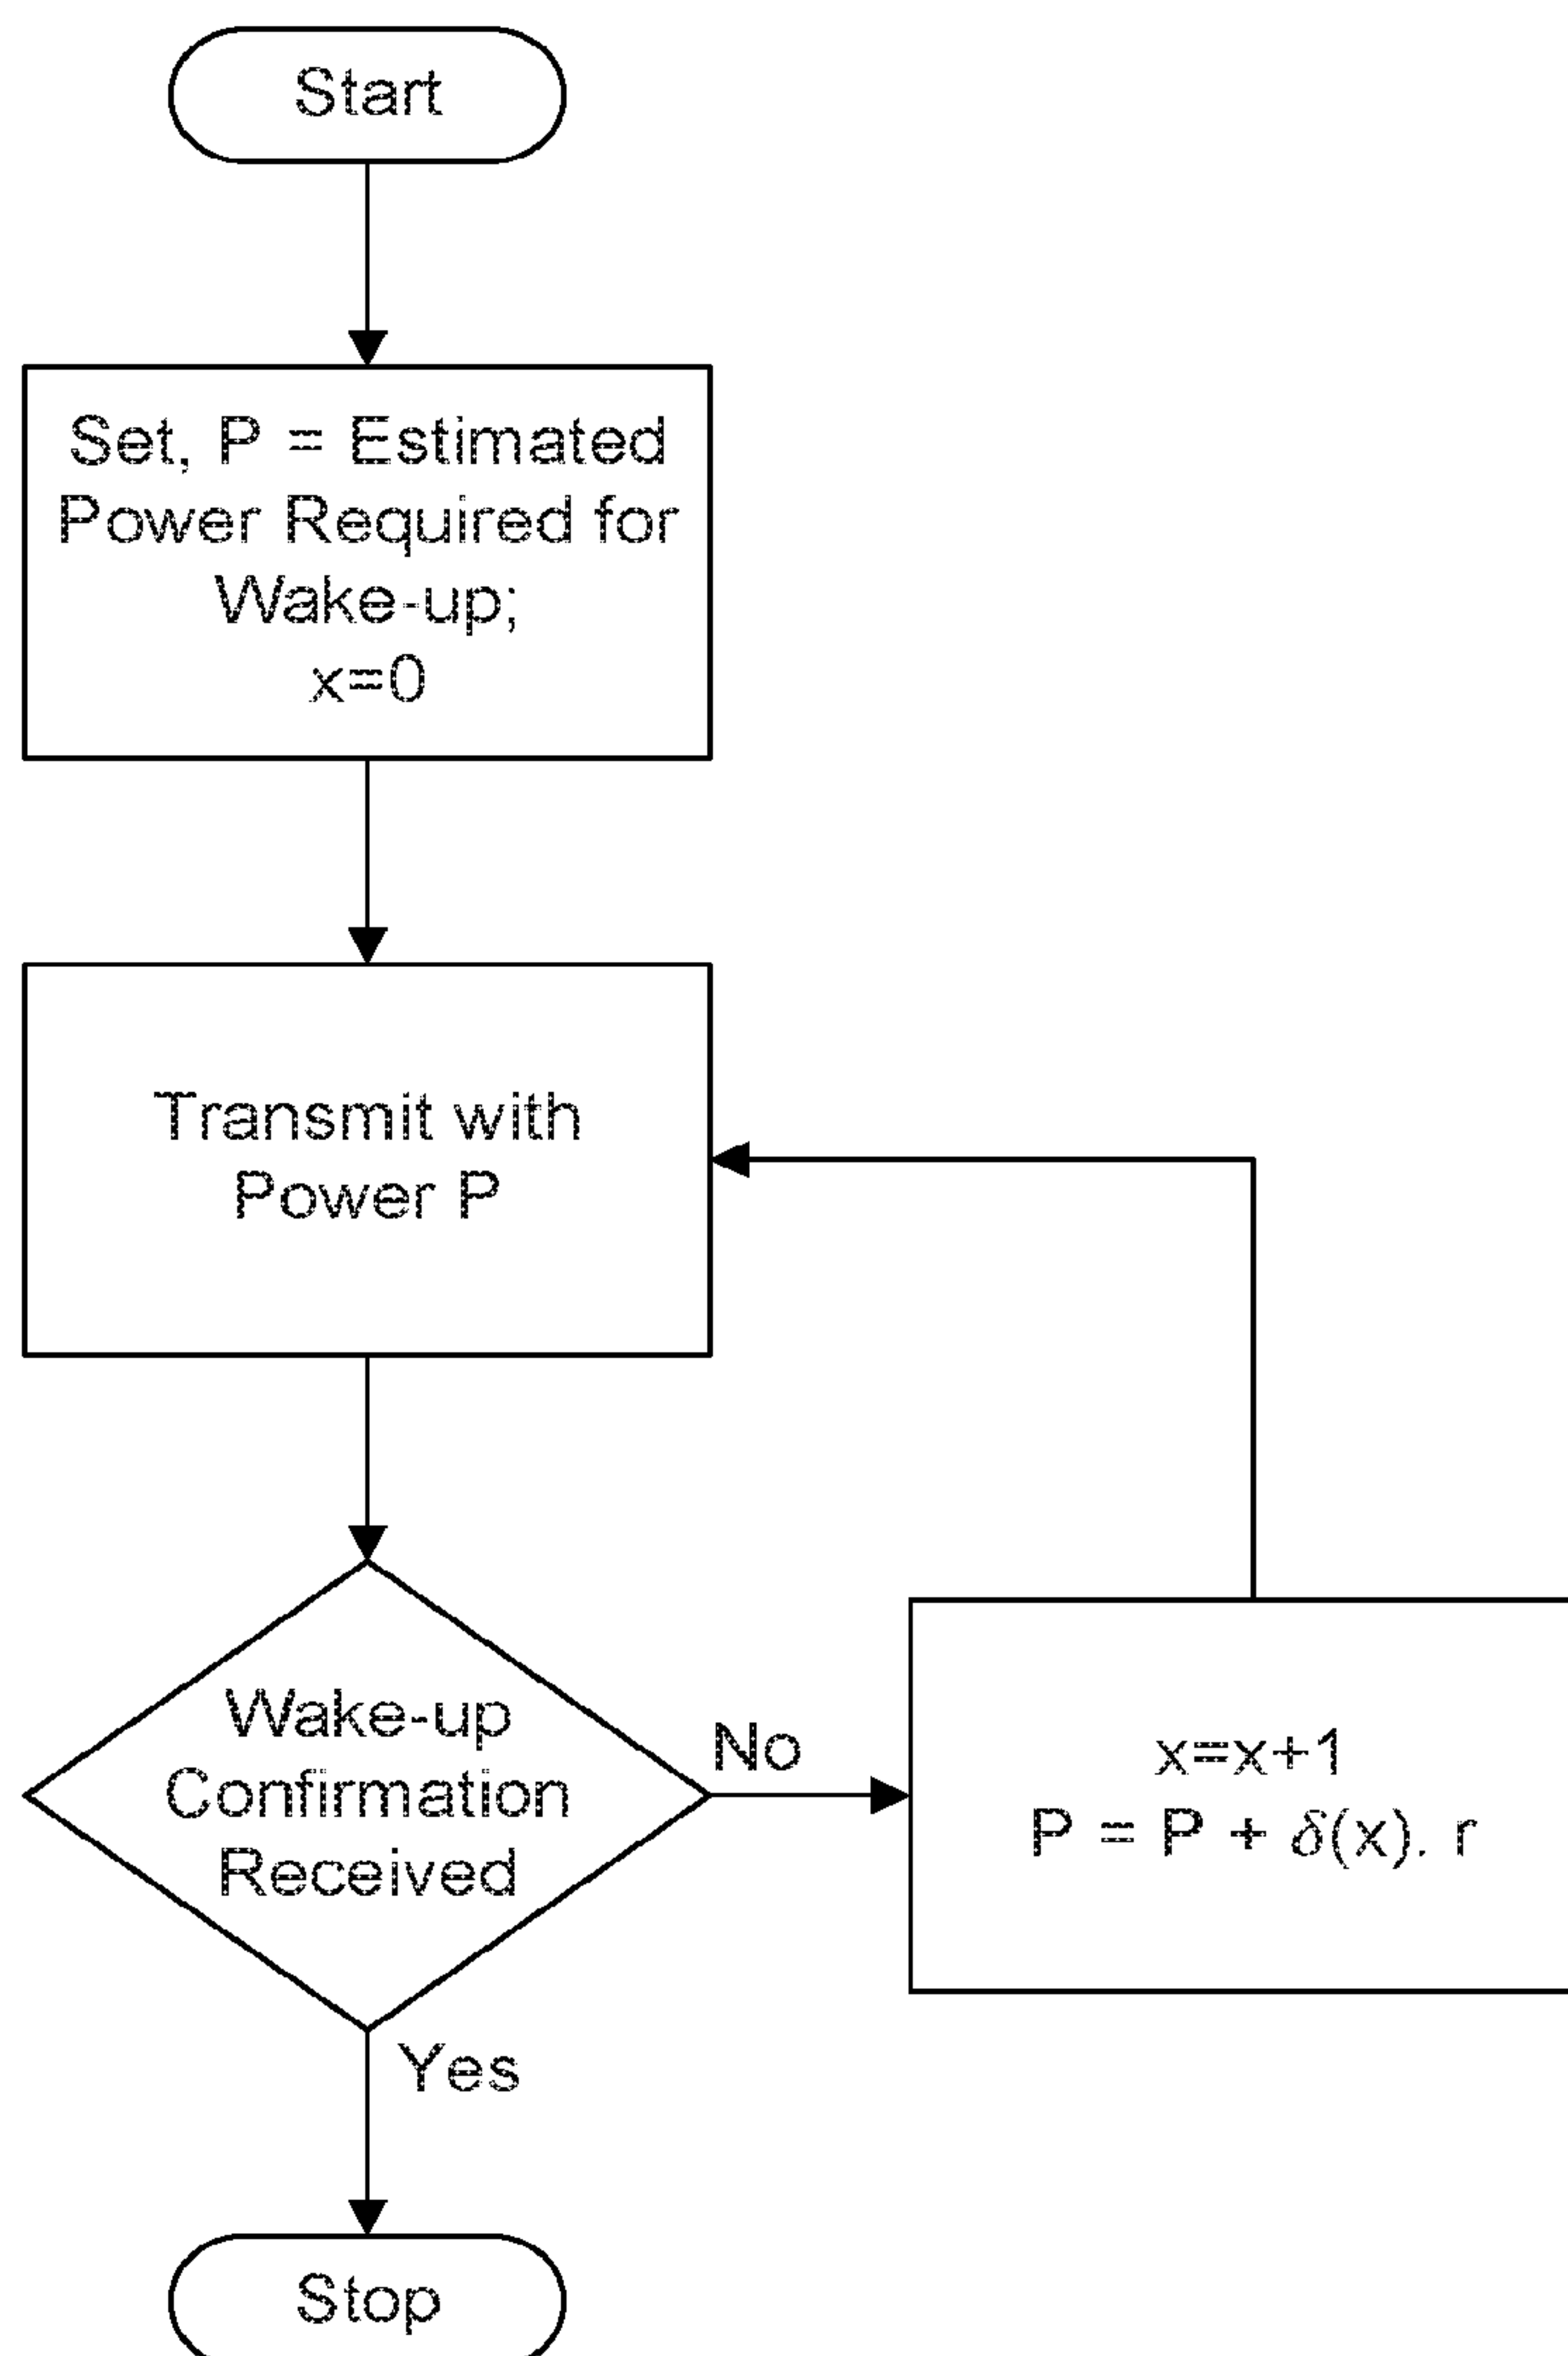 Start
Set, P = Estimated
Power Required for
Wake-up;
x=0
Transmit with
Power P
Wake-up
Confirmation
Received
No
x=x+1
P = P + δ(x). r
Yes
Stop